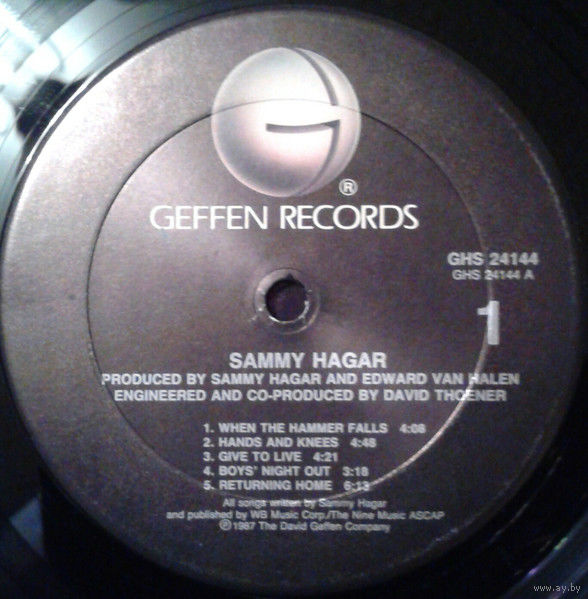 G
®
GEFFEN RECORDS
GHS 24144
GHS 24144 A
1
SAMMY HAGAR
PRODUCED BY SAMMY HAGAR AND EDWARD VAN HALEN
ENGINEERED AND CO-PRODUCED BY DAVID THOENER
1. WHEN THE HAMMER FALLS 4:08
2. HANDS AND KNEES 4:48
3. GIVE TO LIVE 4:21
4. BOYS' NIGHT OUT 3:18
5. RETURNING HOME 6:13
All songs written by Sammy Hagar
and published by WB Music Corp./The Nine Music ASCAP
℗1987 The David Geffen Company
www.ay.by